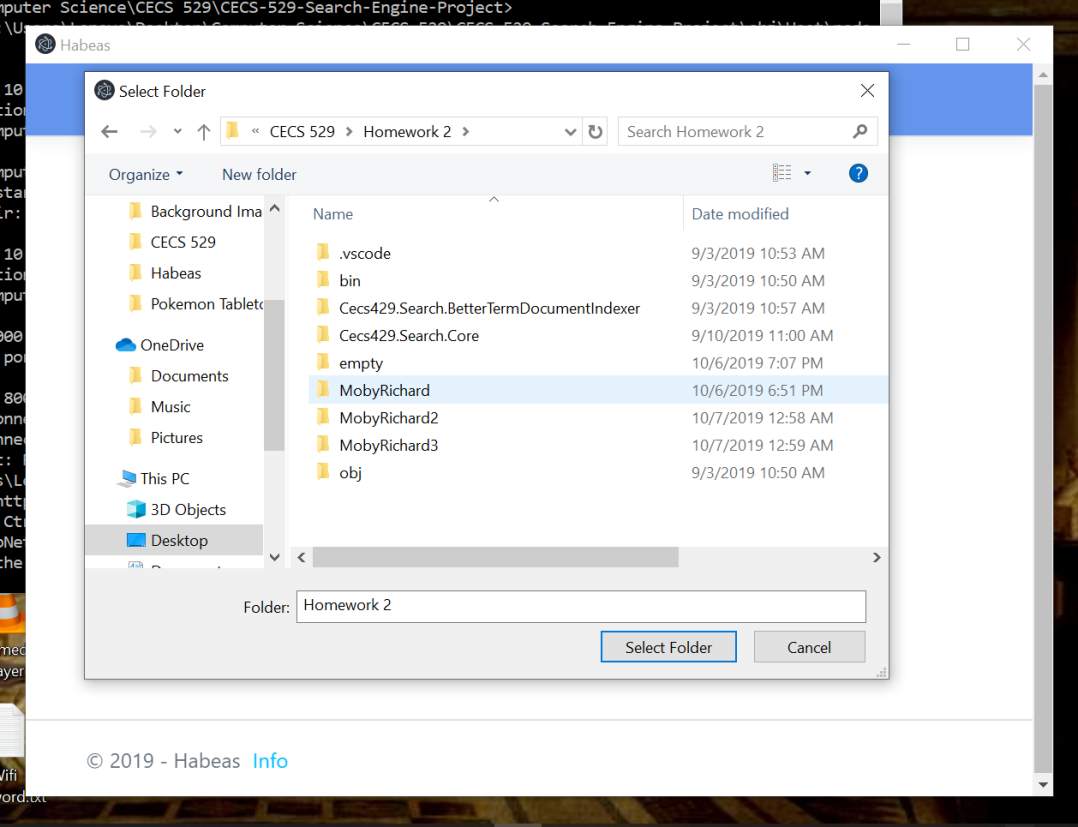 mputer Science\CECS 529\CECS-529-Search-Engine-Project>
Habeas
Select Folder
« CECS 529 > Homework 2 >
Search Homework 2
Organize
New folder
?
Background Ima
CECS 529
Habeas
Pokemon Tablet
OneDrive
Documents
Music
Pictures
This PC
3D Objects
Desktop
Name Date modified
.vscode 9/3/2019 10:53 AM
bin 9/3/2019 10:50 AM
Cecs429.Search.BetterTermDocumentIndexer 9/3/2019 10:57 AM
Cecs429.Search.Core 9/10/2019 11:00 AM
empty 10/6/2019 7:07 PM
MobyRichard 10/6/2019 6:51 PM
MobyRichard2 10/7/2019 12:58 AM
MobyRichard3 10/7/2019 12:59 AM
obj 9/3/2019 10:50 AM
Folder: Homework 2
Select Folder Cancel
© 2019 - Habeas Info